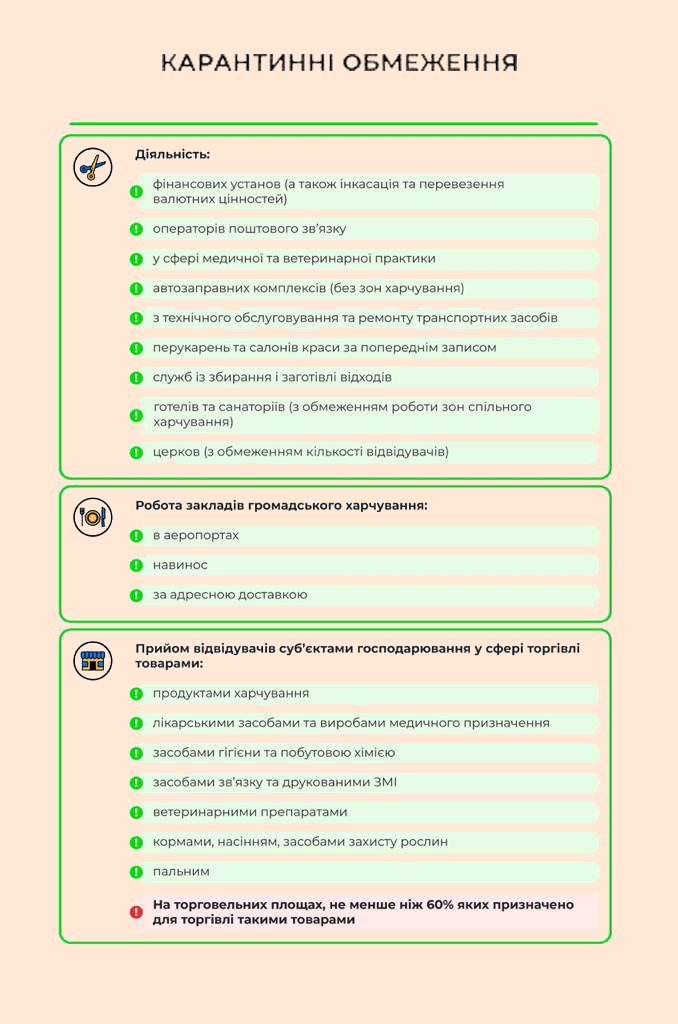 КАРАНТИННІ ОБМЕЖЕННЯ
Діяльність:
фінансових установ (а також інкасація та перевезення
валютних цінностей)
операторів поштового зв'язку
у сфері медичної та ветеринарної практики
автозаправних комплексів (без зон харчування)
з технічного обслуговування та ремонту транспортних засобів
перукарень та салонів краси за попереднім записом
служб із збирання і заготівлі відходів
готелів та санаторіїв (з обмеженням роботи зон спільного
харчування)
церков (з обмеженням кількості відвідувачів)
Робота закладів громадського харчування:
в аеропортах
навинос
за адресною доставкою
Прийом відвідувачів суб'єктами господарювання у сфері торгівлі
товарами:
продуктами харчування
лікарськими засобами та виробами медичного призначення
засобами гігієни та побутовою хімією
засобами зв'язку та друкованими ЗМІ
ветеринарними препаратами
кормами, насінням, засобами захисту рослин
пальним
На торговельних площах, не менше ніж 60% яких призначено
для торгівлі такими товарами